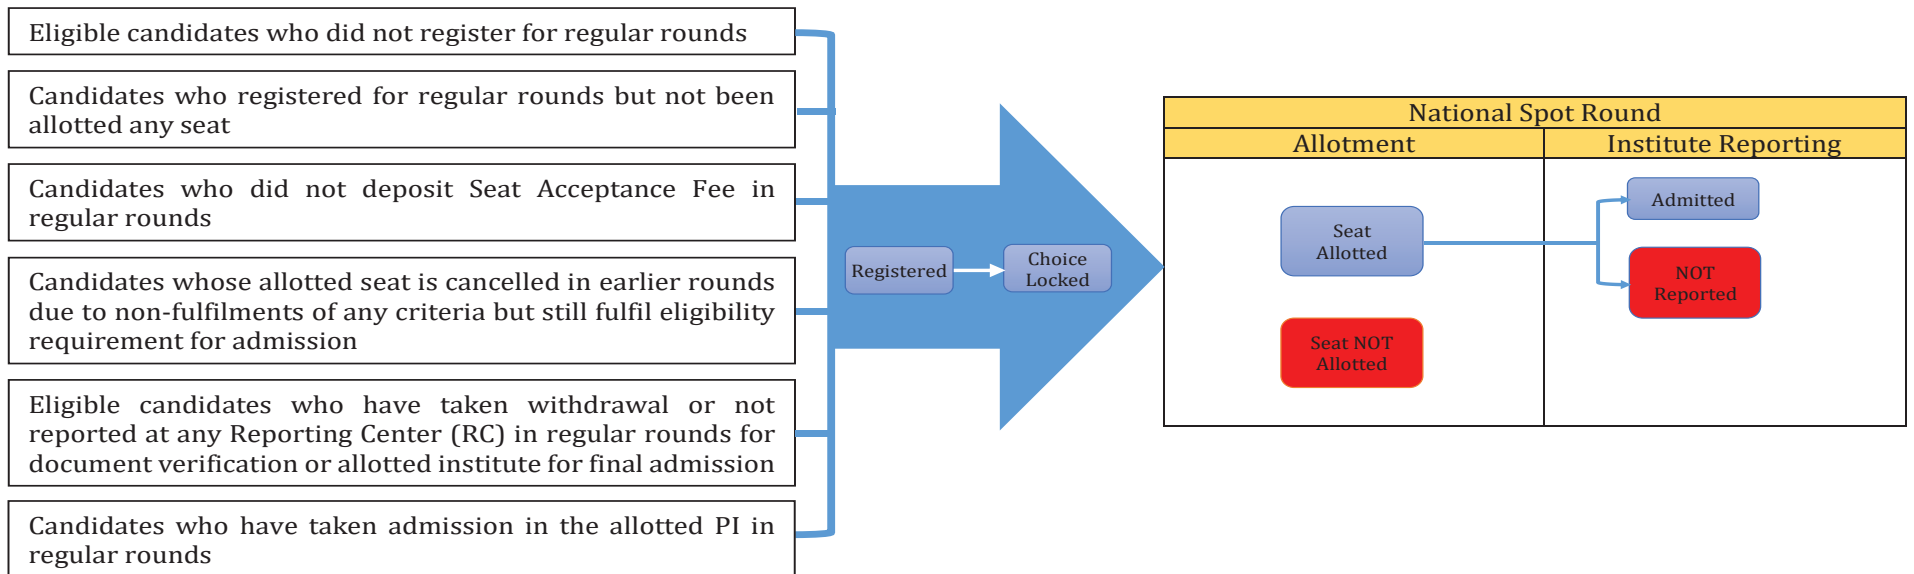 Eligible candidates who did not register for regular rounds
Candidates who registered for regular rounds but not been
allotted any seat
Candidates who did not deposit Seat Acceptance Fee in
regular rounds
Candidates whose allotted seat is cancelled in earlier rounds
due to non-fulfilments of any criteria but still fulfil eligibility
requirement for admission
Eligible candidates who have taken withdrawal or not
reported at any Reporting Center (RC) in regular rounds for
document verification or allotted institute for final admission
Candidates who have taken admission in the allotted PI in
regular rounds
Registered
Choice
Locked
National Spot Round
Allotment
Institute Reporting
Seat
Allotted
Seat NOT
Allotted
Admitted
NOT
Reported